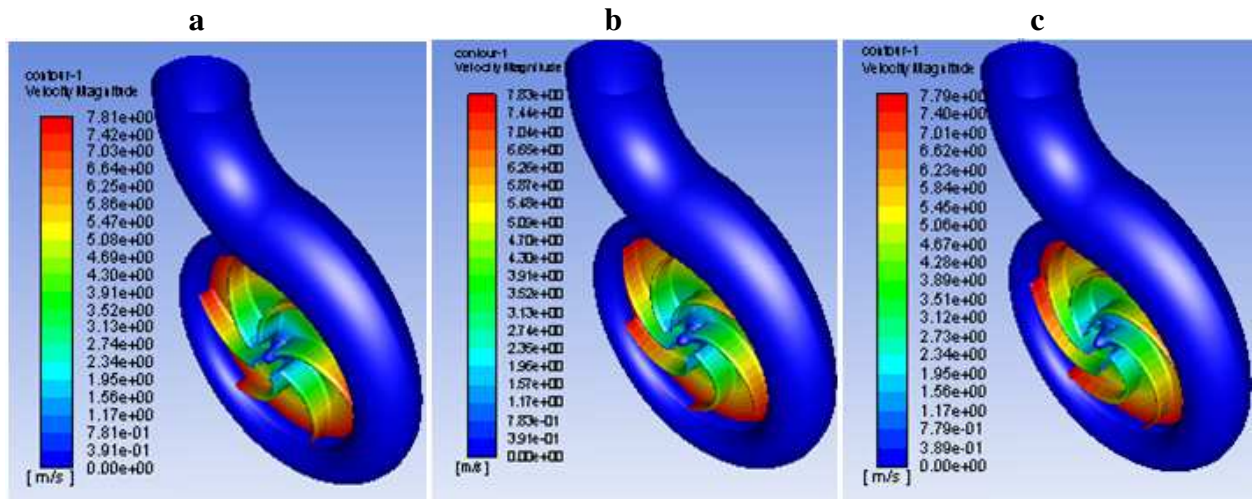 a
contour-1
Velocity Magnitude
7.81e+00
7.42e+00
7.03e+00
6.64e+00
6.25e+00
5.86e+00
5.47e+00
5.08e+00
4.69e+00
4.30e+00
3.91e+00
3.52e+00
3.13e+00
2.74e+00
2.34e+00
1.95e+00
1.56e+00
1.17e+00
7.81e-01
3.91e-01
0.00e+00
[ m/s ]
b
contour-1
Velocity Magnitude
7.83e+00
7.44e+00
7.04e+00
6.65e+00
6.26e+00
5.87e+00
5.48e+00
5.09e+00
4.70e+00
4.30e+00
3.91e+00
3.52e+00
3.13e+00
2.74e+00
2.35e+00
1.96e+00
1.57e+00
1.17e+00
7.83e-01
3.91e-01
0.00e+00
[m/s ]
c
contour-1
Velocity Magnitude
7.79e+00
7.40e+00
7.01e+00
6.62e+00
6.23e+00
5.84e+00
5.45e+00
5.06e+00
4.67e+00
4.28e+00
3.89e+00
3.51e+00
3.12e+00
2.73e+00
2.34e+00
1.95e+00
1.56e+00
1.17e+00
7.79e-01
3.89e-01
0.00e+00
[ m/s ]